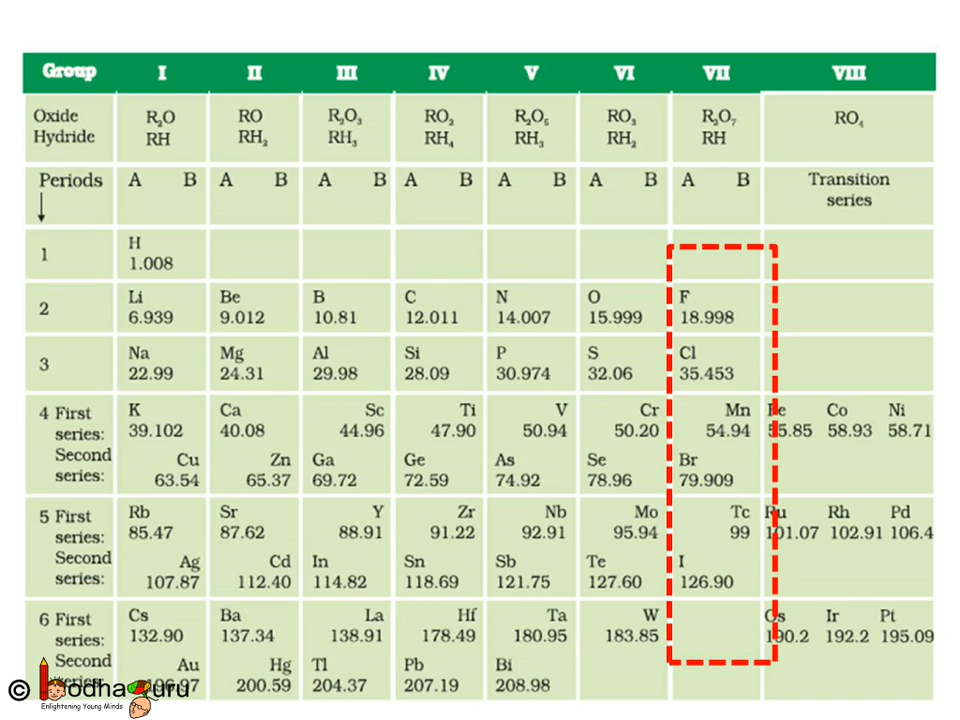 Group I II III IV V VI VII VIII
Oxide R₂O RO R₂O₃ RO₂ R₂O₅ RO₃ R₂O₇ RO₄
Hydride RH RH₂ RH₃ RH₄ RH₃ RH₂ RH
Periods A B A B A B A B A B A B A B Transition
↓ series
1 H
1.008
2 Li Be B C N O F
6.939 9.012 10.81 12.011 14.007 15.999 18.998
3 Na Mg Al Si P S Cl
22.99 24.31 29.98 28.09 30.974 32.06 35.453
4 First K Ca Sc Ti V Cr Mn Fe Co Ni
series: 39.102 40.08 44.96 47.90 50.94 50.20 54.94 55.85 58.93 58.71
Second Cu Zn Ga Ge As Se Br
series: 63.54 65.37 69.72 72.59 74.92 78.96 79.909
5 First Rb Sr Y Zr Nb Mo Tc Ru Rh Pd
series: 85.47 87.62 88.91 91.22 92.91 95.94 99 101.07 102.91 106.4
Second Ag Cd In Sn Sb Te I
series: 107.87 112.40 114.82 118.69 121.75 127.60 126.90
6 First Cs Ba La Hf Ta W Os Ir Pt
series: 132.90 137.34 138.91 178.49 180.95 183.85 190.2 192.2 195.09
Second Au Hg Tl Pb Bi
200.59 204.37 207.19 208.98
© BodhaGuru
Enlightening Young Minds